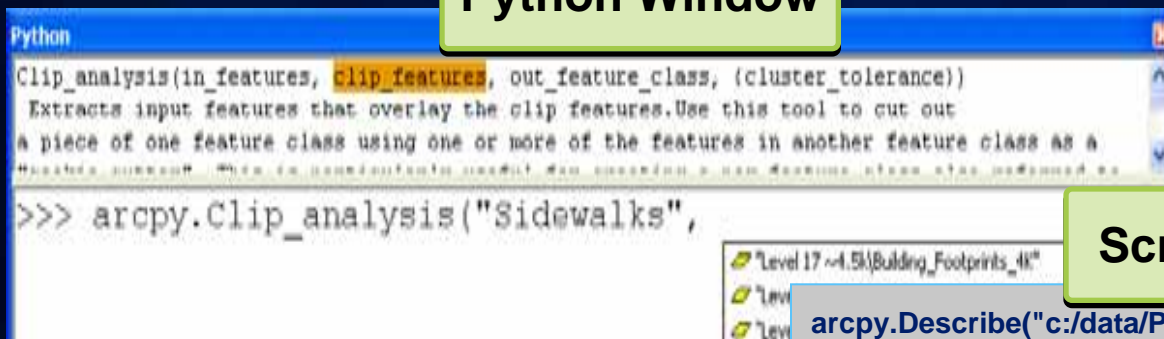 Python Window
Python
Clip_analysis(in_features, clip_features, out_feature_class, (cluster_tolerance))
Extracts input features that overlay the clip features.Use this tool to cut out
a piece of one feature class using one or more of the features in another feature class as a
>>> arcpy.Clip_analysis("Sidewalks",
Scr
"Level 17 ~4.5k\Building_Footprints_4K"
"Leve
"Leve
arcpy.Describe("c:/data/P